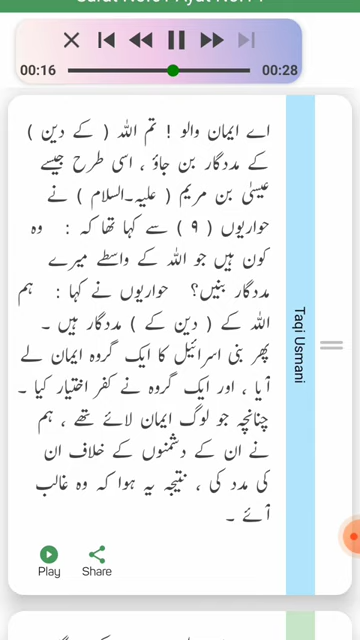 00:16
00:28
اے ایمان والو ! تم اللہ ( کے دین )
کے مددگار بن جاؤ ، اسی طرح جیسے
عیسیٰ بن مریم ( علیہ۔السلام ) نے
حواریوں ( ۹ ) سے کہا تھا کہ : وہ
کون ہیں جو اللہ کے واسطے میرے
مددگار بنیں؟ حواریوں نے کہا : ہم
اللہ کے ( دین کے ) مددگار ہیں ۔
پھر بنی اسرائیل کا ایک گروہ ایمان لے
آیا ، اور ایک گروہ نے کفر اختیار کیا ۔
چنانچہ جو لوگ ایمان لائے تھے ، ہم
نے ان کے دشمنوں کے خلاف ان
کی مدد کی ، نتیجہ یہ ہوا کہ وہ غالب
آئے ۔
Taqi Usmani
Play
Share